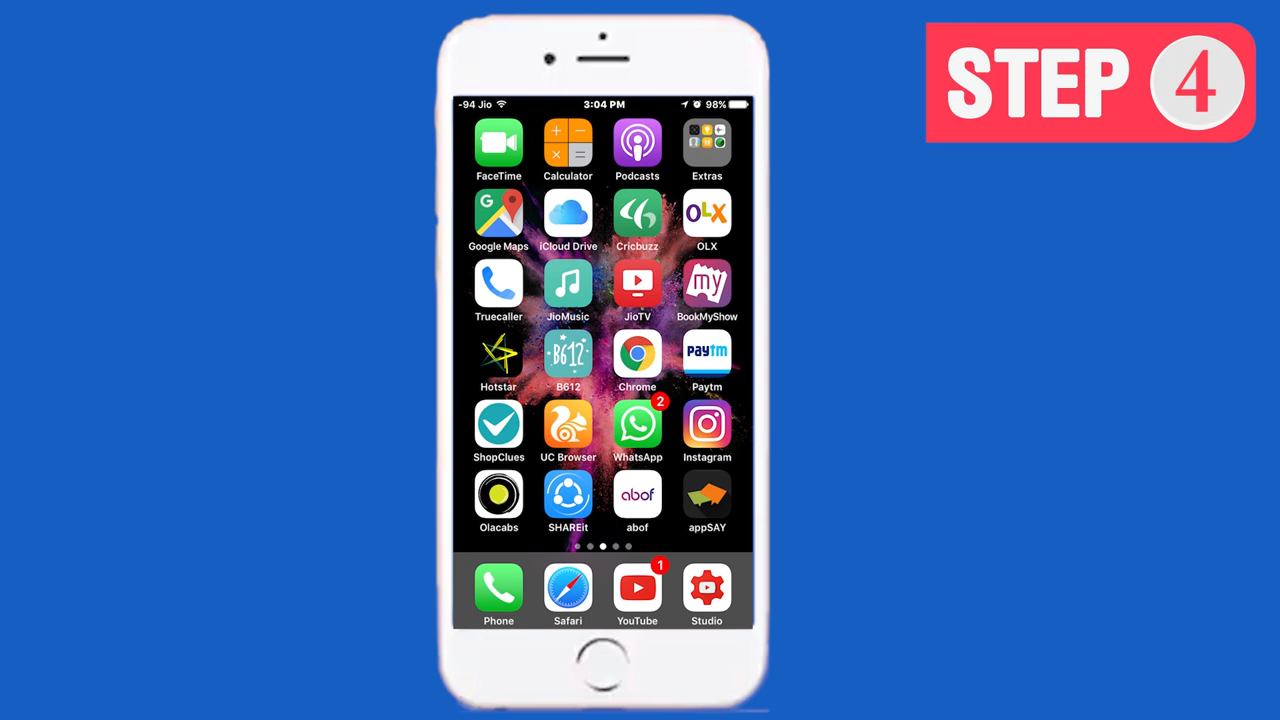 STEP 4
-94 Jio 3:04 PM 98%
FaceTime Calculator Podcasts Extras
G OLX
Google Maps iCloud Drive Cricbuzz OLX
my
Truecaller JioMusic JioTV BookMyShow
B612 paytm
Hotstar B612 Chrome Paytm
2
ShopClues UC Browser WhatsApp Instagram
abof
Olacabs SHAREit abof appSAY
1
Phone Safari YouTube Studio